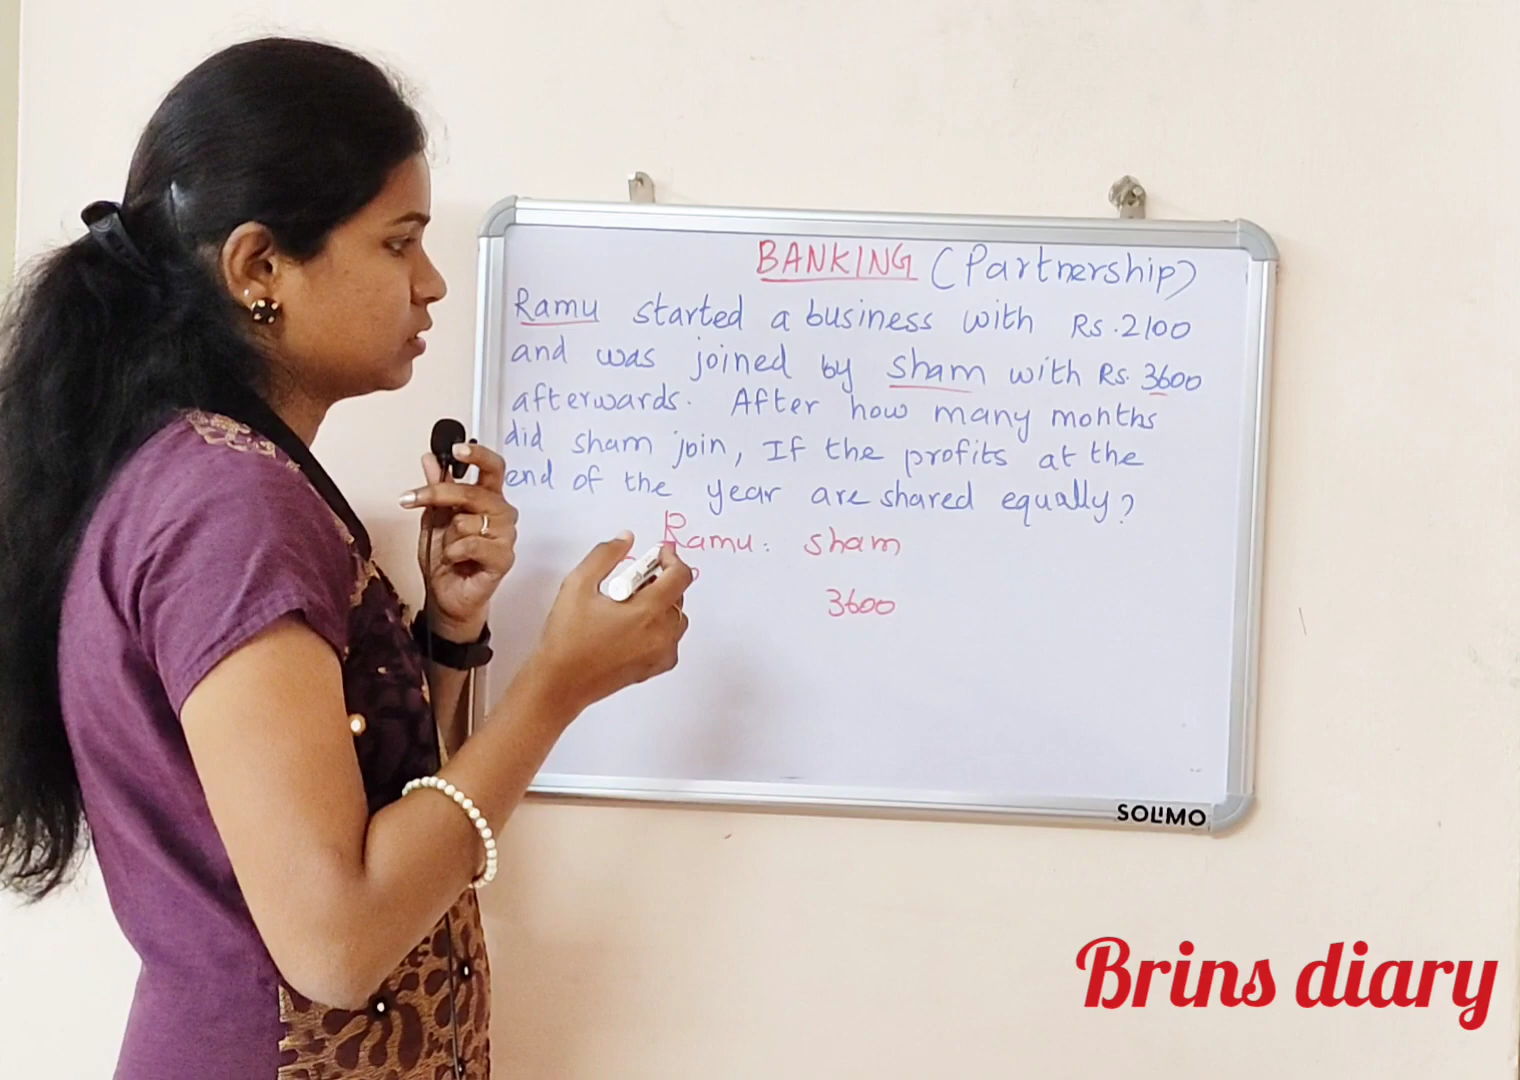 BANKING (Partnership)
Ramu started a business with Rs.2100
and was joined by sham with Rs. 3600
afterwards. After how many months
did sham join, If the profits at the
end of the year are shared equally?
Ramu: sham
3600
SOLIMO
Brins diary